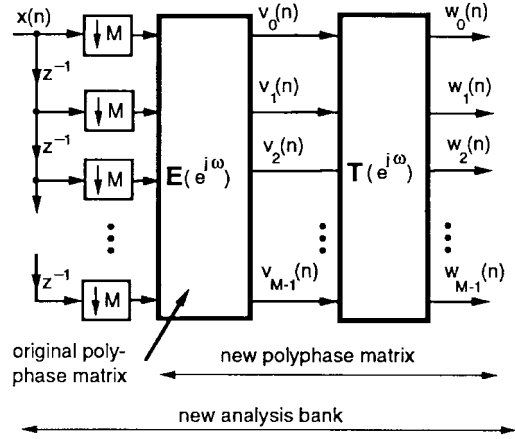 x(n)
↓ M
v₀(n)
w₀(n)
z⁻¹
↓ M
v₁(n)
w₁(n)
z⁻¹
↓ M
E(e^{jω})
v₂(n)
T(e^{jω})
w₂(n)
z⁻¹
↓ M
v_{M-1}(n)
w_{M-1}(n)
original poly-
phase matrix
new polyphase matrix
new analysis bank